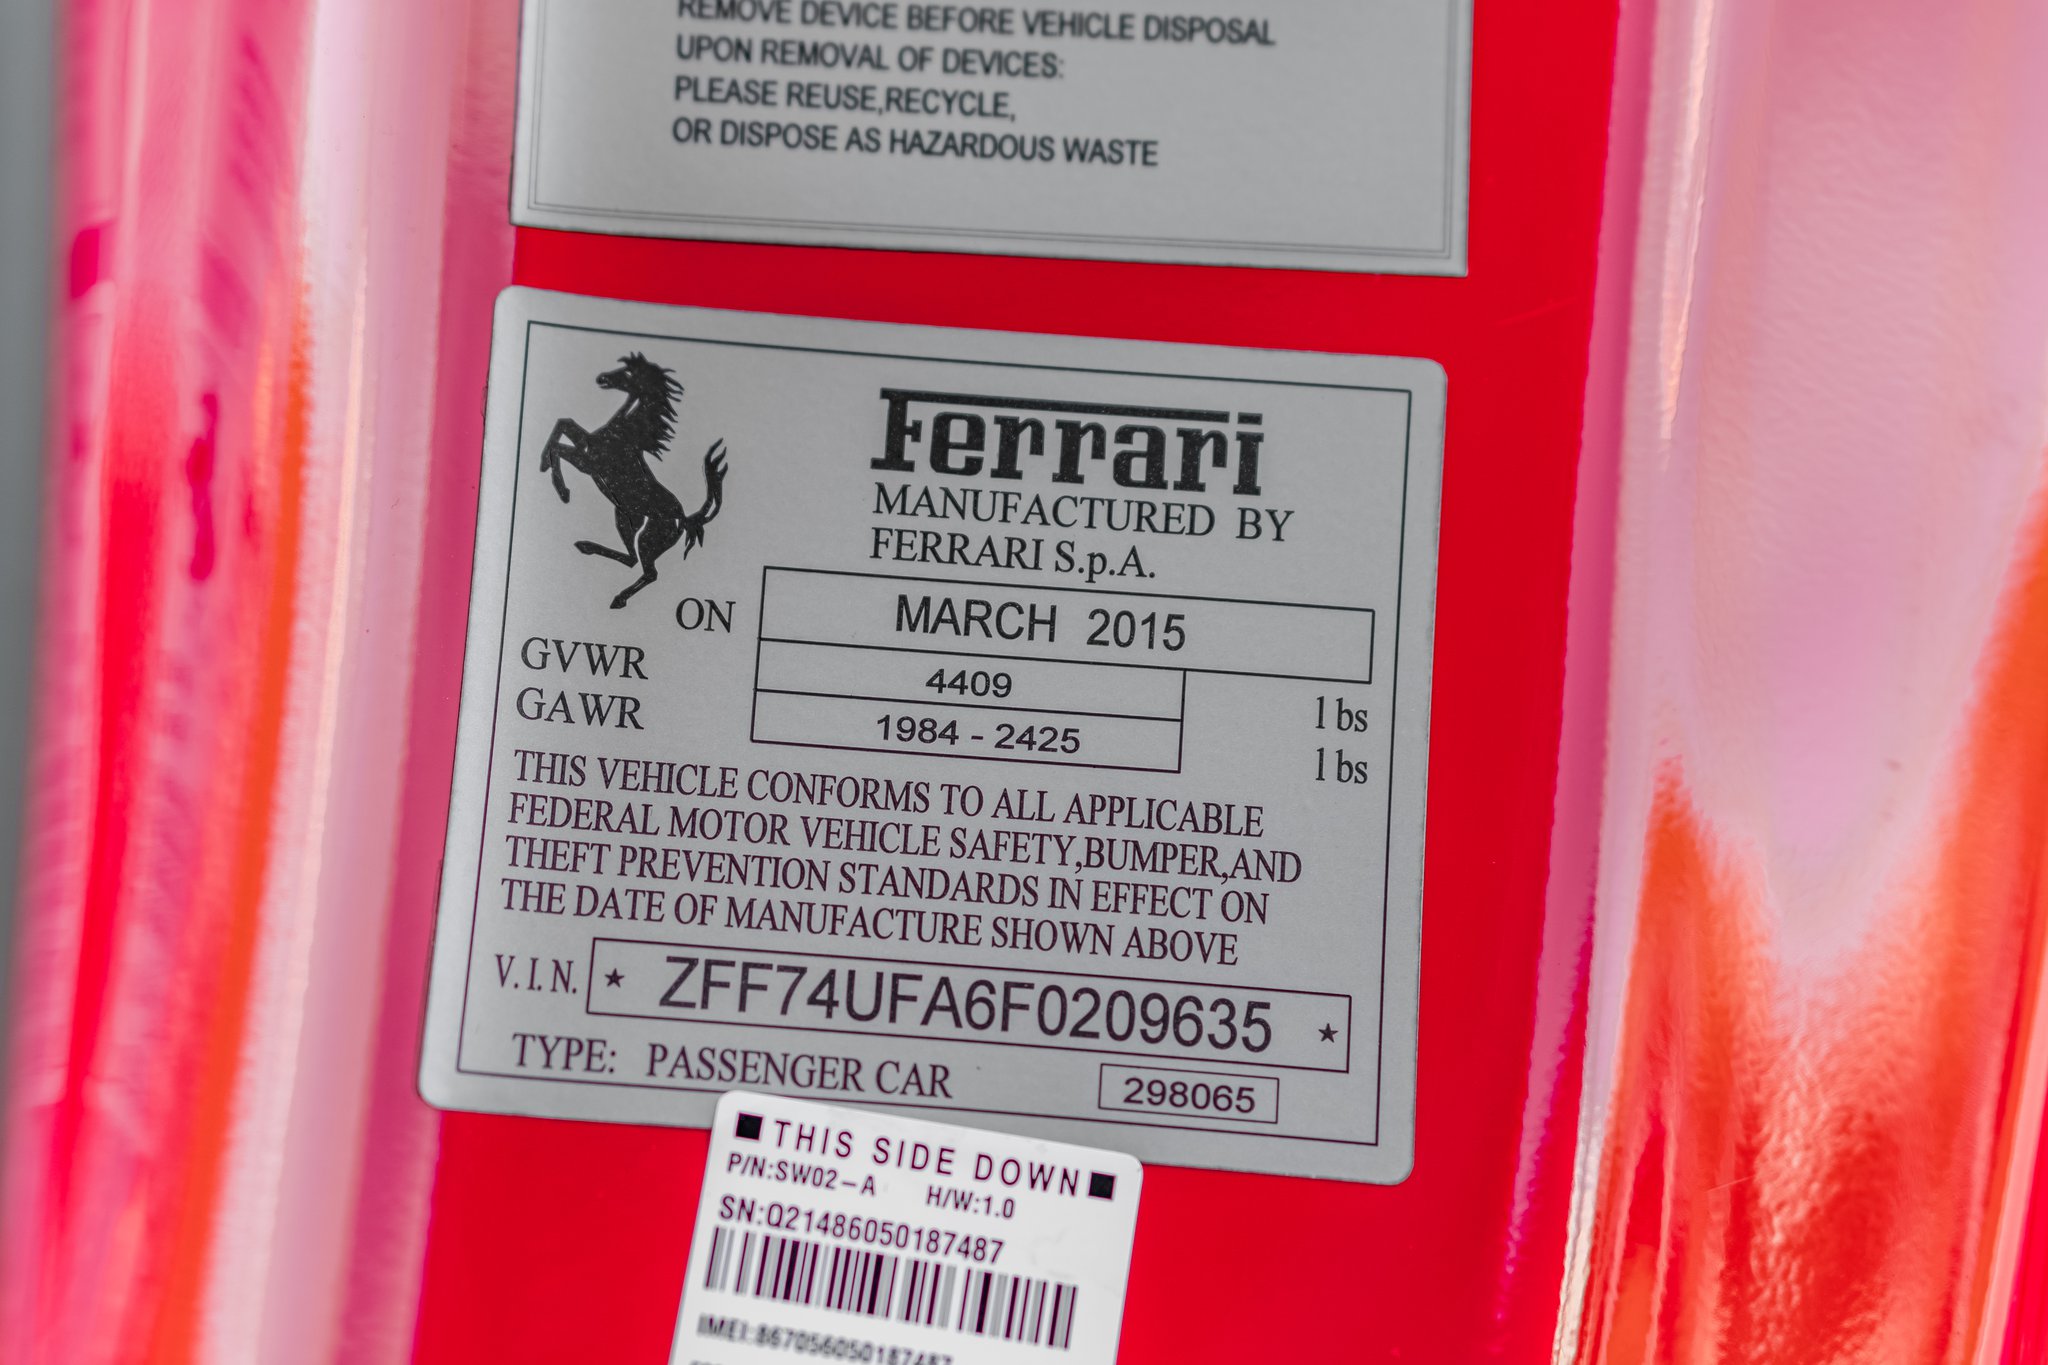 REMOVE DEVICE BEFORE VEHICLE DISPOSAL
UPON REMOVAL OF DEVICES:
PLEASE REUSE,RECYCLE,
OR DISPOSE AS HAZARDOUS WASTE
Ferrari
MANUFACTURED BY
FERRARI S.p.A.
ON MARCH 2015
GVWR 4409 lbs
GAWR 1984 - 2425 lbs
THIS VEHICLE CONFORMS TO ALL APPLICABLE
FEDERAL MOTOR VEHICLE SAFETY,BUMPER,AND
THEFT PREVENTION STANDARDS IN EFFECT ON
THE DATE OF MANUFACTURE SHOWN ABOVE
V.I.N. ★ ZFF74UFA6F0209635 ★
TYPE: PASSENGER CAR 298065
■THIS SIDE DOWN■
P/N:SW02-A H/W:1.0
SN:Q21486050187487
IMEI:867056050187487